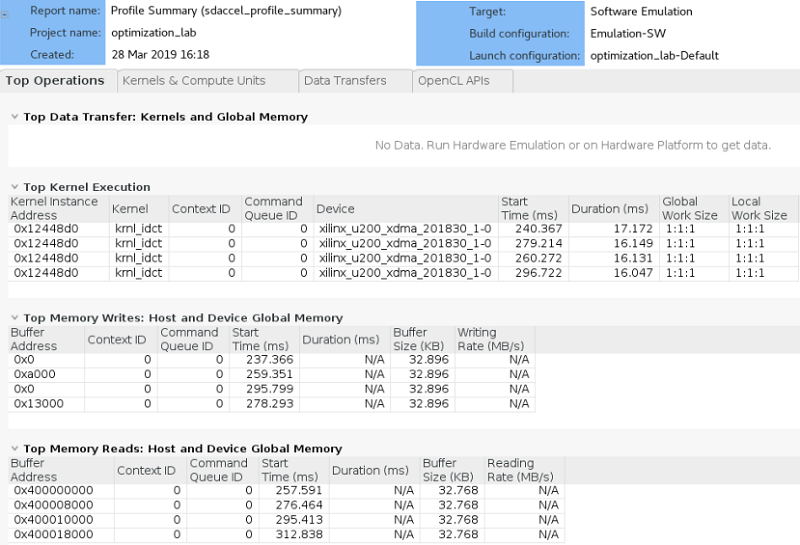 Report name: Profile Summary (sdaccel_profile_summary) Target: Software Emulation
Project name: optimization_lab Build configuration: Emulation-SW
Created: 28 Mar 2019 16:18 Launch configuration: optimization_lab-Default
Top Operations Kernels & Compute Units Data Transfers OpenCL APIs
Top Data Transfer: Kernels and Global Memory
No Data. Run Hardware Emulation or on Hardware Platform to get data.
Top Kernel Execution
Kernel Instance Address Kernel Context ID Command Queue ID Device Start Time (ms) Duration (ms) Global Work Size Local Work Size
0x12448d0 krnl_idct 0 0 xilinx_u200_xdma_201830_1-0 240.367 17.172 1:1:1 1:1:1
0x12448d0 krnl_idct 0 0 xilinx_u200_xdma_201830_1-0 279.214 16.149 1:1:1 1:1:1
0x12448d0 krnl_idct 0 0 xilinx_u200_xdma_201830_1-0 260.272 16.131 1:1:1 1:1:1
0x12448d0 krnl_idct 0 0 xilinx_u200_xdma_201830_1-0 296.722 16.047 1:1:1 1:1:1
Top Memory Writes: Host and Device Global Memory
Buffer Address Context ID Command Queue ID Start Time (ms) Duration (ms) Buffer Size (KB) Writing Rate (MB/s)
0x0 0 0 237.366 N/A 32.896 N/A
0xa000 0 0 259.351 N/A 32.896 N/A
0x0 0 0 295.799 N/A 32.896 N/A
0x13000 0 0 278.293 N/A 32.896 N/A
Top Memory Reads: Host and Device Global Memory
Buffer Address Context ID Command Queue ID Start Time (ms) Duration (ms) Buffer Size (KB) Reading Rate (MB/s)
0x400000000 0 0 257.591 N/A 32.768 N/A
0x400008000 0 0 276.464 N/A 32.768 N/A
0x400010000 0 0 295.413 N/A 32.768 N/A
0x400018000 0 0 312.838 N/A 32.768 N/A